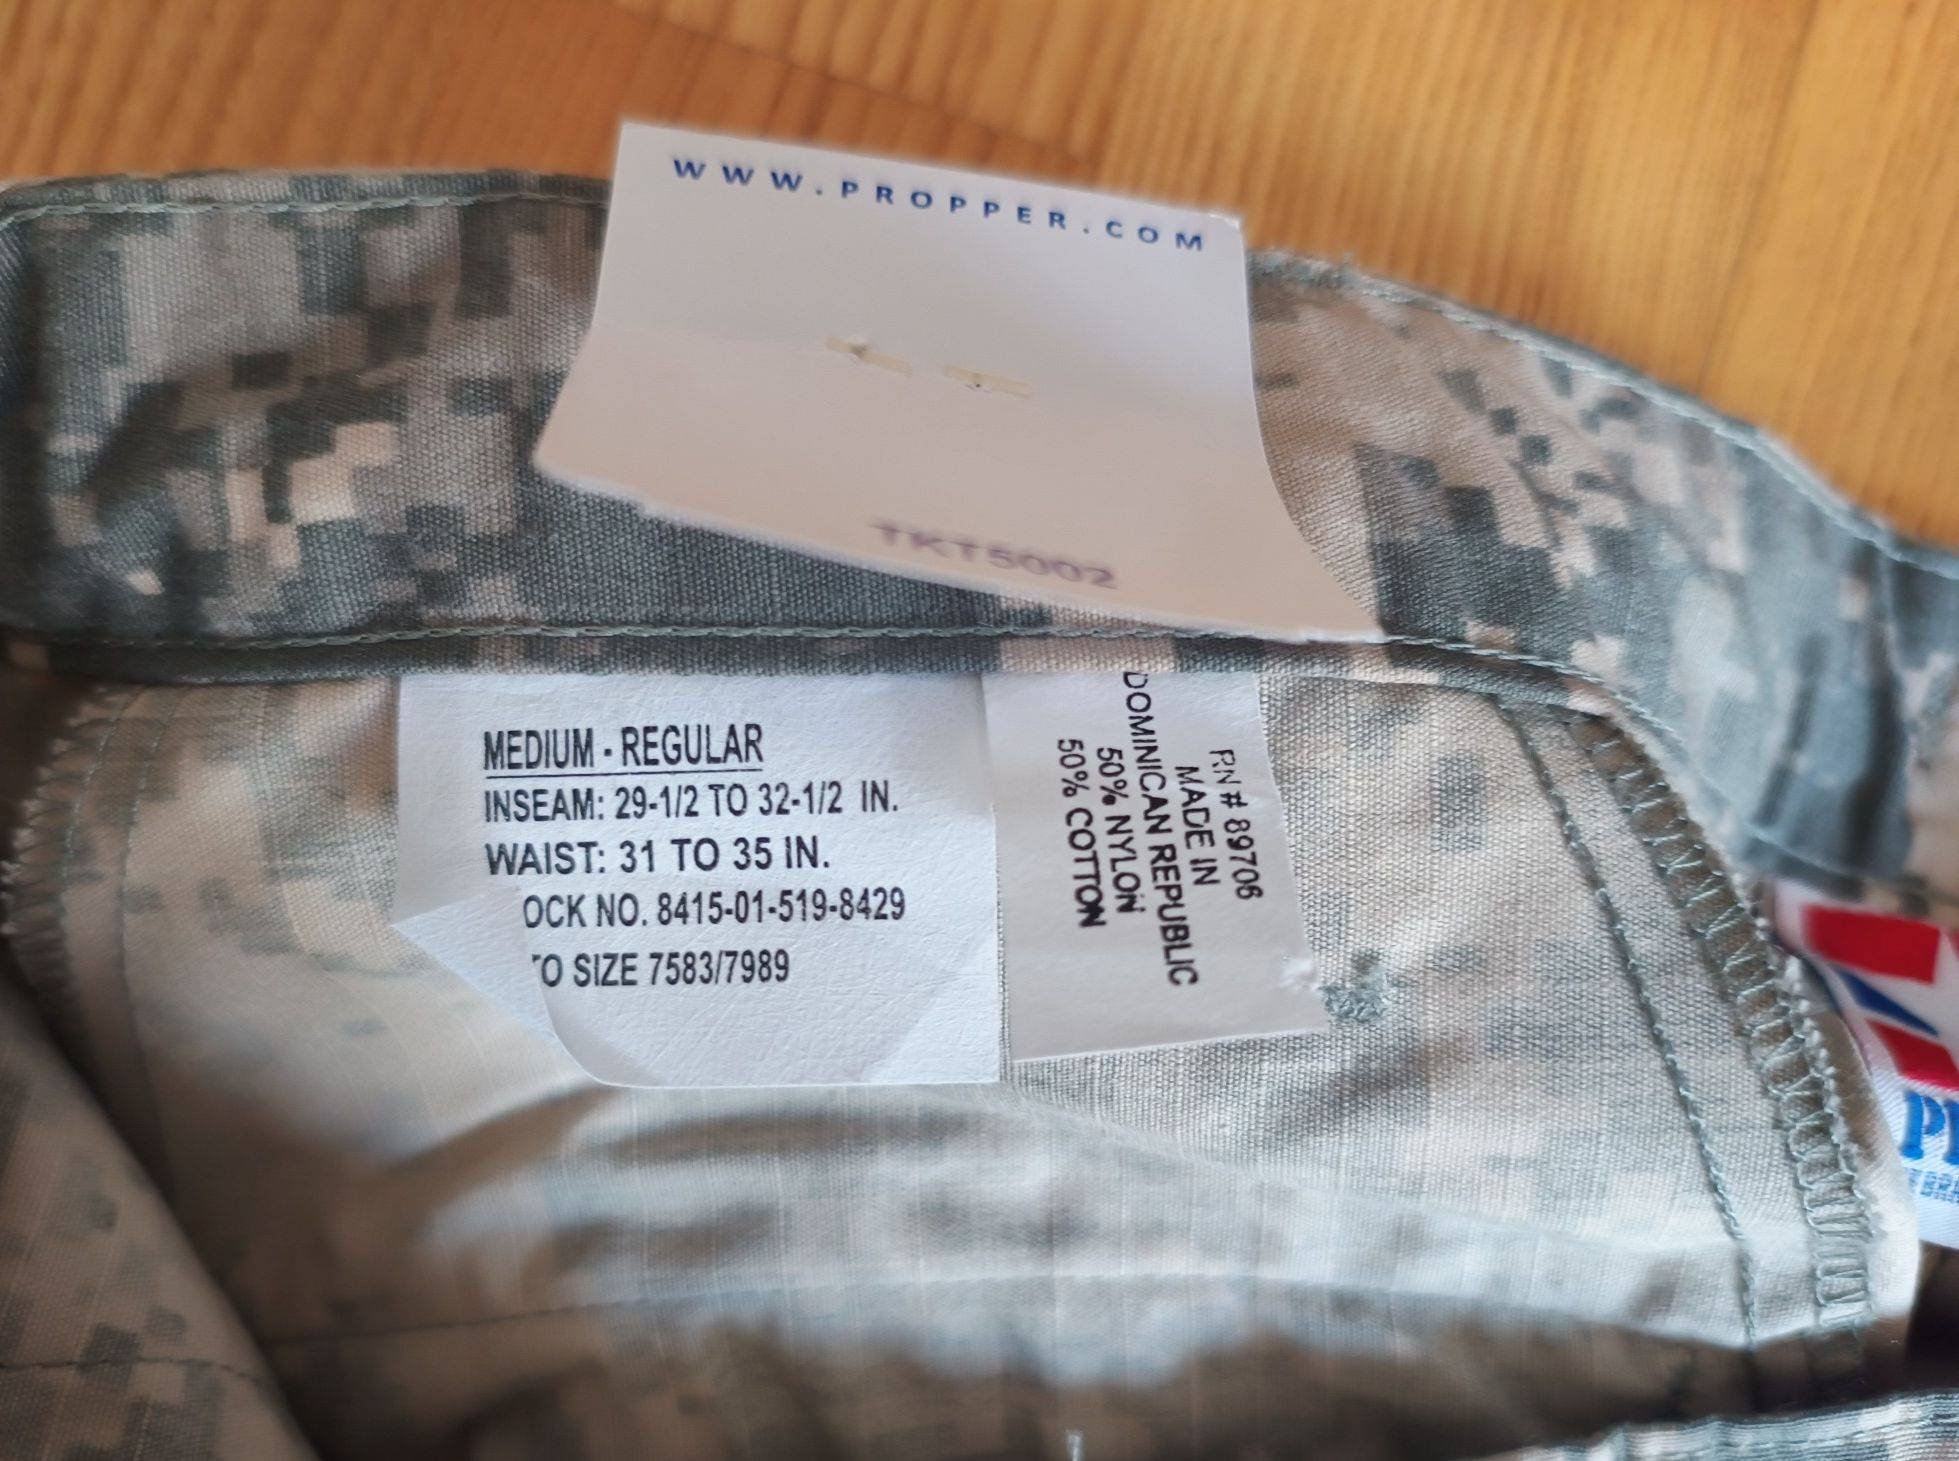 WWW.PROPPER.COM
TKT5002
MEDIUM - REGULAR
INSEAM: 29-1/2 TO 32-1/2 IN.
WAIST: 31 TO 35 IN.
OCK NO. 8415-01-519-8429
TO SIZE 7583/7989
RN# 89706
MADE IN
DOMINICAN REPUBLIC
50% NYLON
50% COTTON